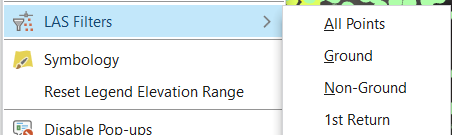 LAS Filters
Symbology
Reset Legend Elevation Range
Disable Pop-ups
All Points
Ground
Non-Ground
1st Return